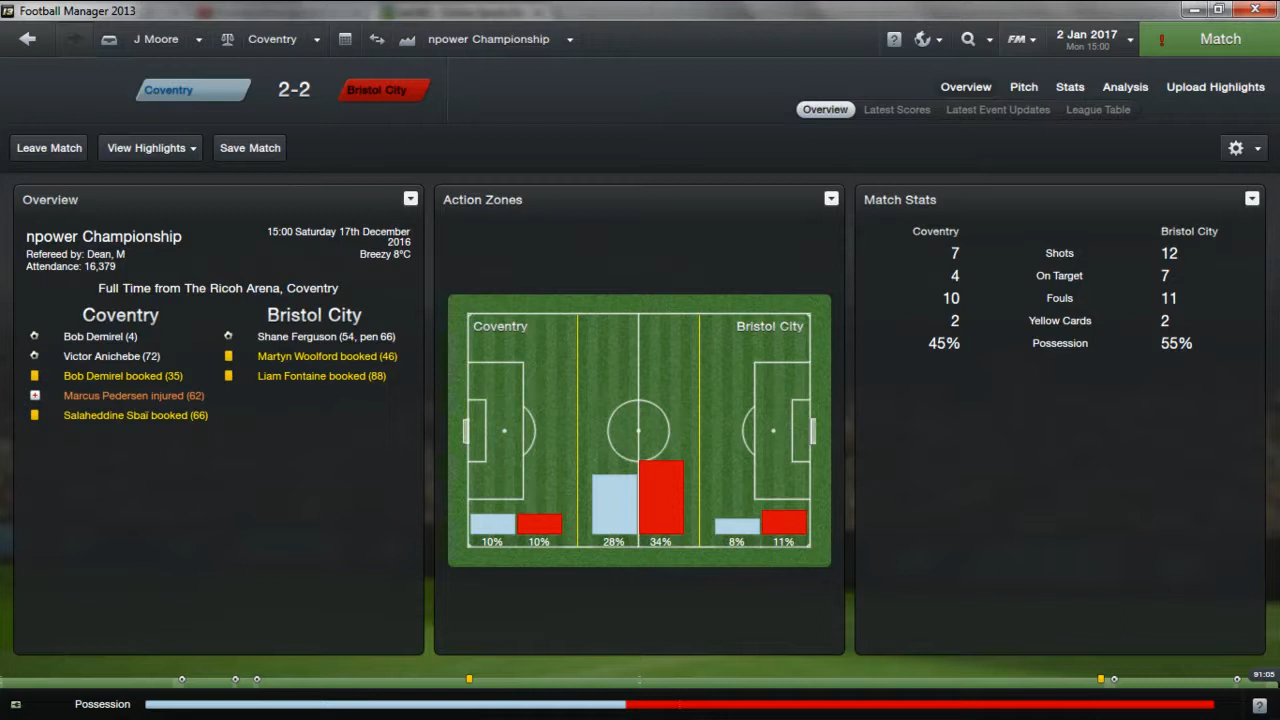 Football Manager 2013
J Moore
Coventry
npower Championship
FM
2 Jan 2017
Mon 15:00
Match
Coventry 2-2 Bristol City
Overview Pitch Stats Analysis Upload Highlights
Overview Latest Scores Latest Event Updates League Table
Leave Match View Highlights Save Match
Overview
npower Championship
Refereed by: Dean, M
Attendance: 16,379
15:00 Saturday 17th December
2016
Breezy 8°C
Full Time from The Ricoh Arena, Coventry
Coventry
Bob Demirel (4)
Victor Anichebe (72)
Bob Demirel booked (35)
Marcus Pedersen injured (62)
Salaheddine Sbaï booked (66)
Bristol City
Shane Ferguson (54, pen 66)
Martyn Woolford booked (46)
Liam Fontaine booked (88)
Action Zones
Coventry Bristol City
10% 10% 28% 34% 8% 11%
Match Stats
Coventry Bristol City
7 Shots 12
4 On Target 7
10 Fouls 11
2 Yellow Cards 2
45% Possession 55%
91:05
Possession